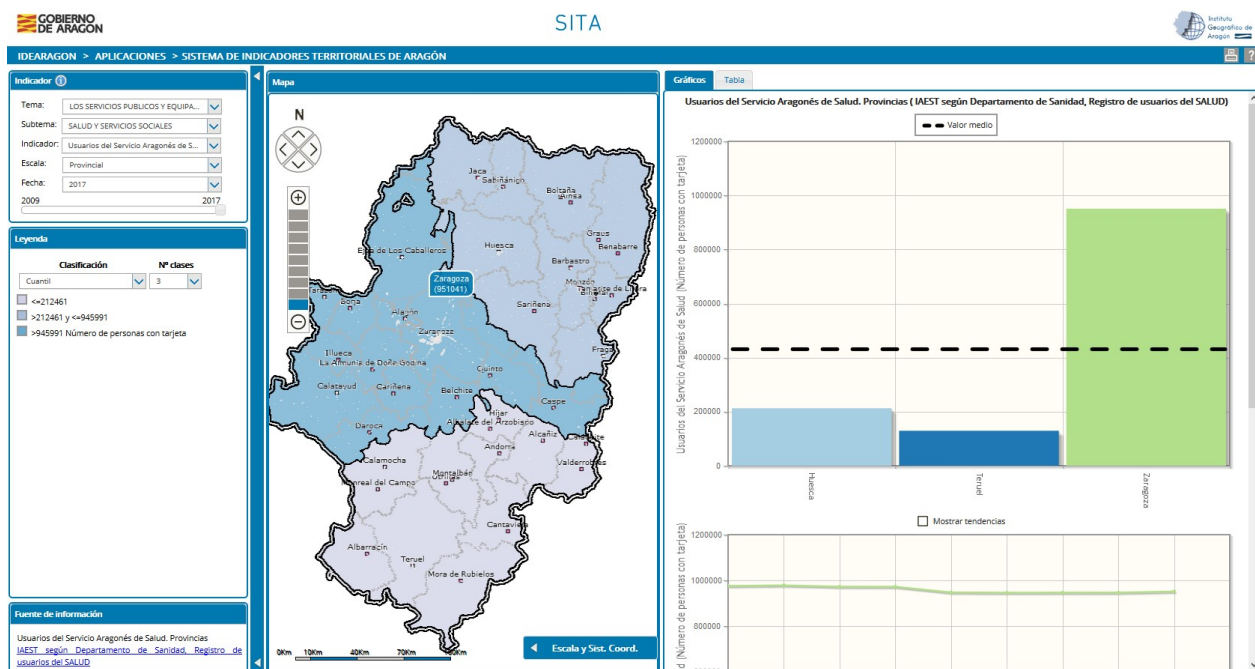 GOBIERNO
DE ARAGON
SITA
Instituto
Geográfico de
Aragón
IDEARAGON > APLICACIONES > SISTEMA DE INDICADORES TERRITORIALES DE ARAGÓN
Indicador
Tema: LOS SERVICIOS PUBLICOS Y EQUIPA...
Subtema: SALUD Y SERVICIOS SOCIALES
Indicador: Usuarios del Servicio Aragonés de S...
Escala: Provincial
Fecha: 2017
2009 2017
Leyenda
Clasificación Nº clases
Cuantil 3
<=212461
>212461 y <=945991
>945991 Número de personas con tarjeta
Fuente de información
Usuarios del Servicio Aragonés de Salud. Provincias
IAEST según Departamento de Sanidad, Registro de
usuarios del SALUD
Mapa
N
Jaca
Sabiñánigo
Boltaña
Aínsa
Graus
Benabarre
Ejea de Los Caballeros
Huesca
Barbastro
Monzón
Zaragoza
(951041)
Tamarite de Litera
Sariñena
Borja
Alagón
Zaragoza
Fraga
Illueca
La Almunia de Doña Godina
Quinto
Calatayud
Cariñena
Belchite
Caspe
Híjar
Albalate del Arzobispo
Daroca
Alcañiz
Andorra
Calamocha
Valderrobres
Montalbán
Utrillas
Monreal del Campo
Cantavieja
Albarracín
Teruel
Mora de Rubielos
0Km 10Km 40Km 70Km 100Km
Escala y Sist. Coord.
Gráficos Tabla
Usuarios del Servicio Aragonés de Salud. Provincias ( IAEST según Departamento de Sanidad, Registro de usuarios del SALUD)
Valor medio
Usuarios del Servicio Aragonés de Salud (Número de personas con tarjeta)
1200000
1000000
800000
600000
400000
200000
0
Huesca
Teruel
Zaragoza
Mostrar tendencias
d (Número de personas con tarjeta)
1200000
1000000
800000